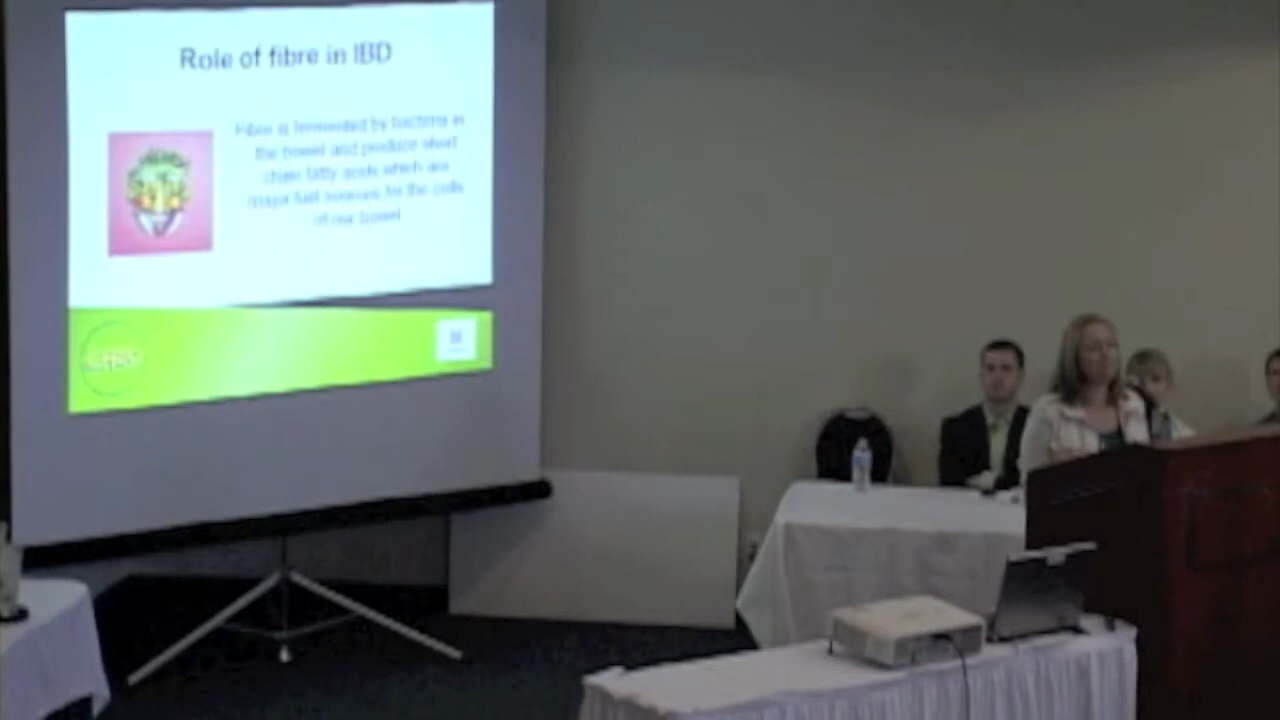 Role of fibre in IBD
Fibre is fermented by bacteria in
the bowel and produce short
chain fatty acids which are
major fuel sources for the cells
of our bowel